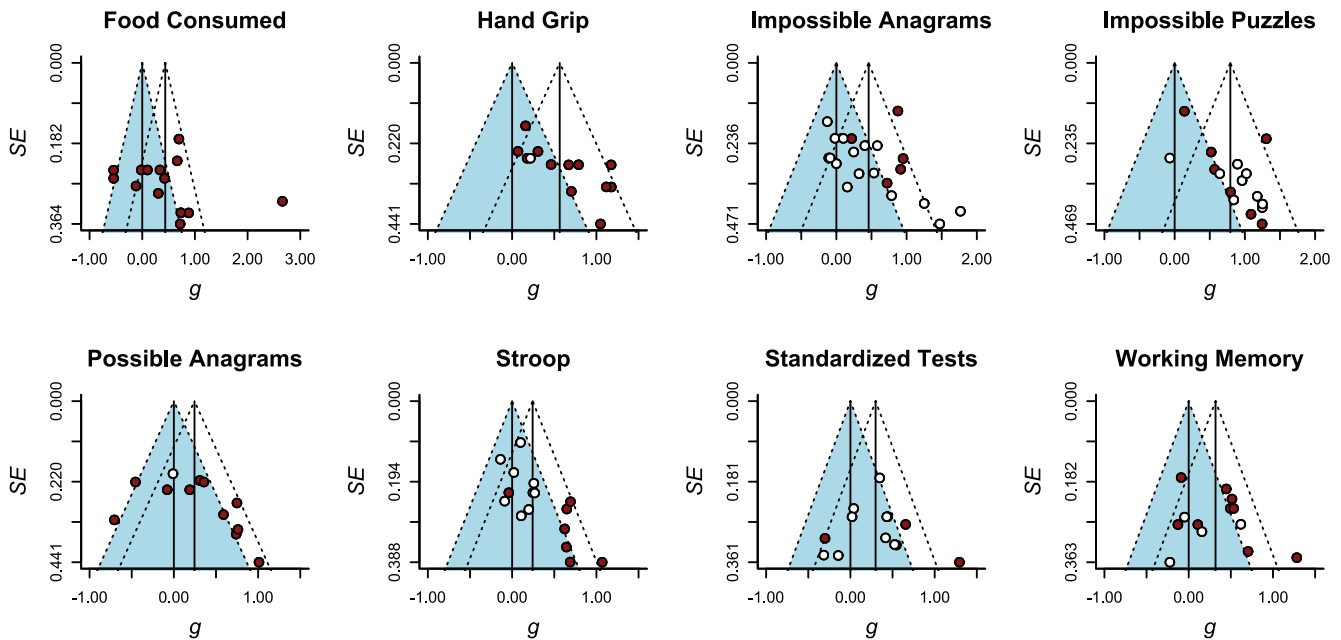 Food Consumed
SE
0.000
0.182
0.364
-1.00 0.00 1.00 2.00 3.00
g
Hand Grip
SE
0.000
0.220
0.441
-1.00 0.00 1.00
g
Impossible Anagrams
SE
0.000
0.236
0.471
-1.00 0.00 1.00 2.00
g
Impossible Puzzles
SE
0.000
0.235
0.469
-1.00 0.00 1.00 2.00
g
Possible Anagrams
SE
0.000
0.220
0.441
-1.00 0.00 1.00
g
Stroop
SE
0.000
0.194
0.388
-1.00 0.00 1.00
g
Standardized Tests
SE
0.000
0.181
0.361
-1.00 0.00 1.00
g
Working Memory
SE
0.000
0.182
0.363
-1.00 0.00 1.00
g